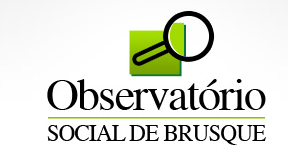 Observatório
SOCIAL DE BRUSQUE